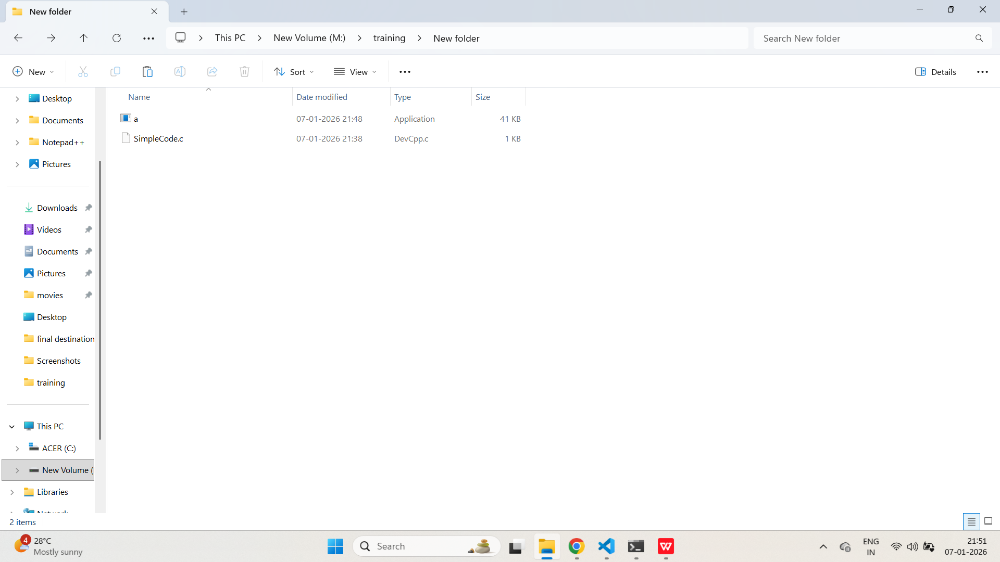 New folder
This PC
New Volume (M:)
training
New folder
Search New folder
New
Sort
View
Details
Name
Date modified
Type
Size
a
07-01-2026 21:48
Application
41 KB
SimpleCode.c
07-01-2026 21:38
DevCpp.c
1 KB
Desktop
Documents
Notepad++
Pictures
Downloads
Videos
Documents
Pictures
movies
Desktop
final destination
Screenshots
training
This PC
ACER (C:)
New Volume (
Libraries
Network
2 items
4
28°C
Mostly sunny
Search
ENG
IN
21:51
07-01-2026